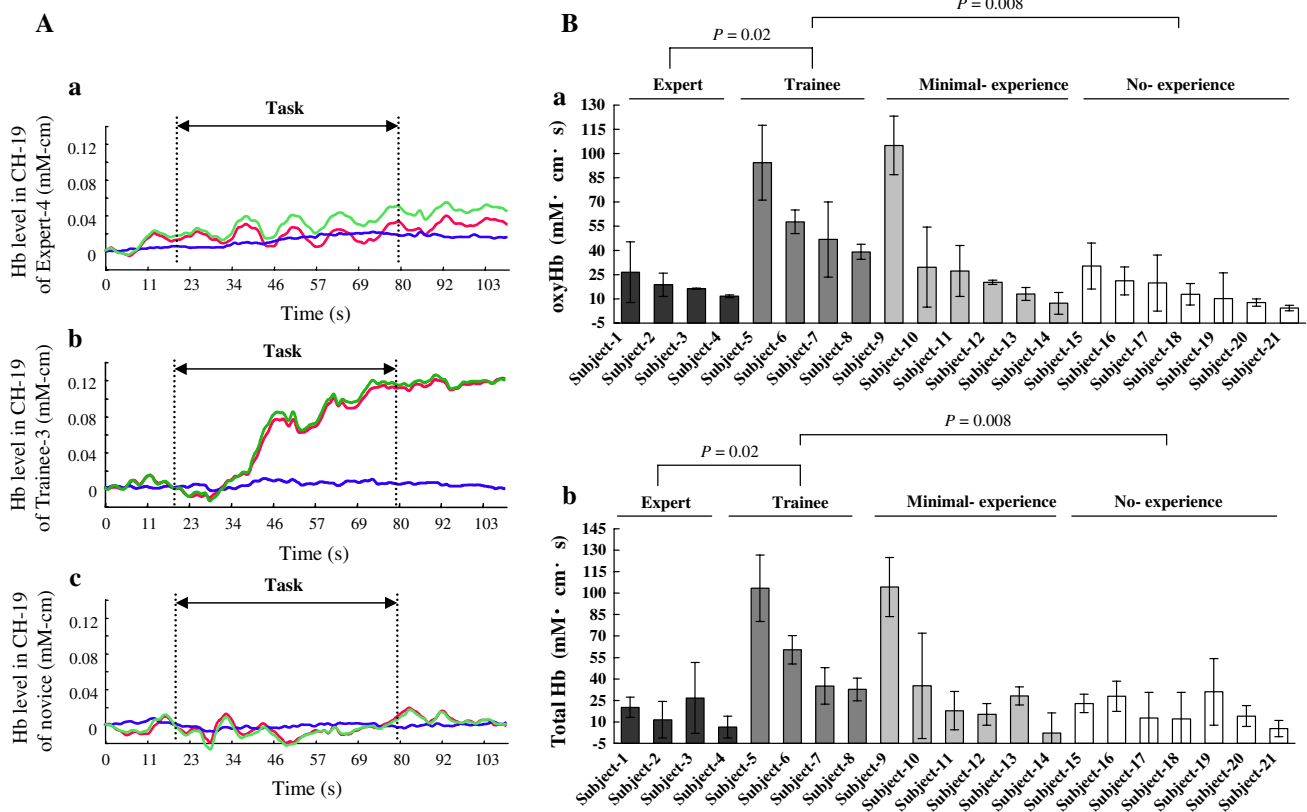 A
a
Hb level in CH-19
of Expert-4 (mM-cm)
Task
0.12
0.08
0.04
0
0 11 23 34 46 57 69 80 92 103
Time (s)
b
Hb level in CH-19
of Trainee-3 (mM-cm)
Task
0.12
0.08
0.04
0
0 11 23 34 46 57 69 80 92 103
Time (s)
c
Hb level in CH-19
of novice (mM-cm)
Task
0.12
0.08
0.04
0
0 11 23 34 46 57 69 80 92 103
Time (s)
B
P = 0.008
P = 0.02
a
Expert Trainee Minimal- experience No- experience
oxyHb (mM· cm· s)
130
115
100
85
70
55
40
25
10
-5
Subject-1 Subject-2 Subject-3 Subject-4 Subject-5 Subject-6 Subject-7 Subject-8 Subject-9 Subject-10 Subject-11 Subject-12 Subject-13 Subject-14 Subject-15 Subject-16 Subject-17 Subject-18 Subject-19 Subject-20 Subject-21
P = 0.008
P = 0.02
b
Expert Trainee Minimal- experience No- experience
Total Hb (mM· cm· s)
145
130
115
100
85
70
55
40
25
10
-5
Subject-1 Subject-2 Subject-3 Subject-4 Subject-5 Subject-6 Subject-7 Subject-8 Subject-9 Subject-10 Subject-11 Subject-12 Subject-13 Subject-14 Subject-15 Subject-16 Subject-17 Subject-18 Subject-19 Subject-20 Subject-21